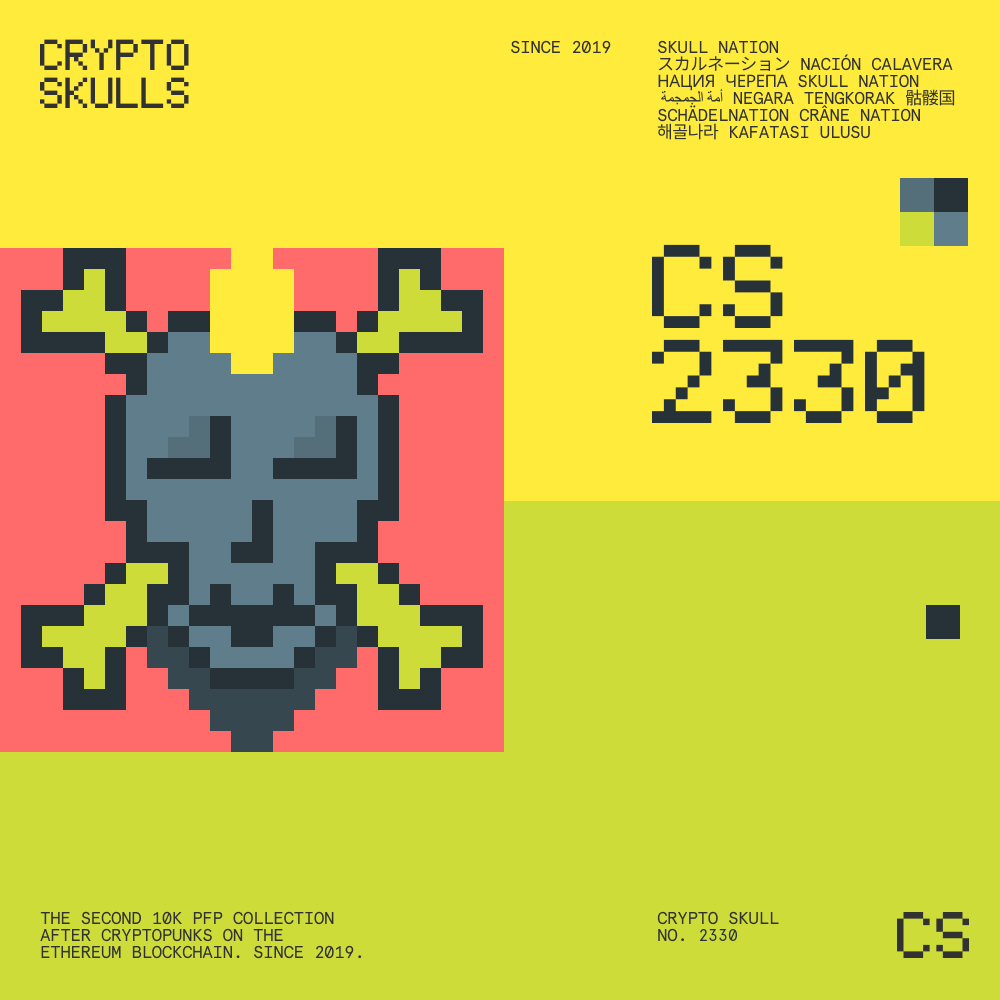 CRYPTO
SKULLS
SINCE 2019
SKULL NATION
スカルネーション NACIÓN CALAVERA
НАЦИЯ ЧЕРЕПА SKULL NATION
أمة الجمجمة NEGARA TENGKORAK 骷髅国
SCHÄDELNATION CRÂNE NATION
해골나라 KAFATASI ULUSU
CS
2330
THE SECOND 10K PFP COLLECTION
AFTER CRYPTOPUNKS ON THE
ETHEREUM BLOCKCHAIN. SINCE 2019.
CRYPTO SKULL
NO. 2330
CS